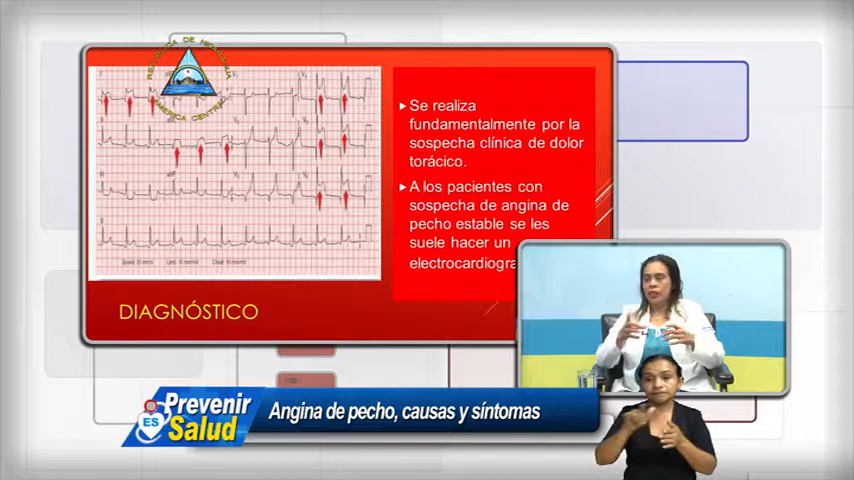 REPUBLICA DE NICARAGUA
AMERICA CENTRAL
Se realiza
fundamentalmente por la
sospecha clínica de dolor
torácico.
A los pacientes con
sospecha de angina de
pecho estable se les
suele hacer un
electrocardiogra
DIAGNÓSTICO
Prevenir
ES
Salud
Angina de pecho, causas y síntomas